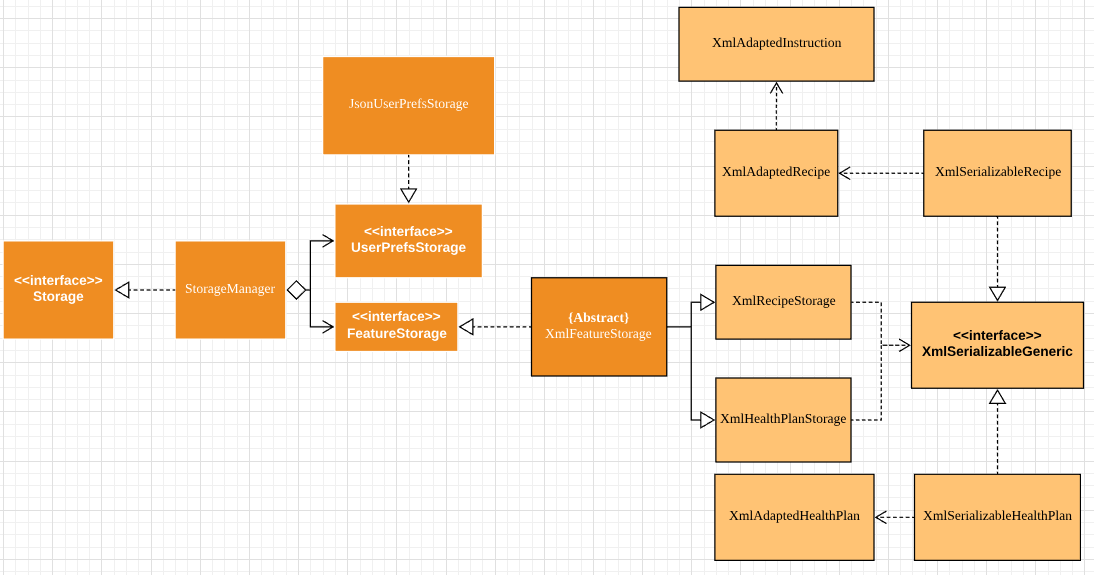 XmlAdaptedInstruction
JsonUserPrefsStorage
XmlAdaptedRecipe
XmlSerializableRecipe
<<interface>>
UserPrefsStorage
<<interface>>
Storage
StorageManager
<<interface>>
FeatureStorage
{Abstract}
XmlFeatureStorage
XmlRecipeStorage
<<interface>>
XmlSerializableGeneric
XmlHealthPlanStorage
XmlAdaptedHealthPlan
XmlSerializableHealthPlan